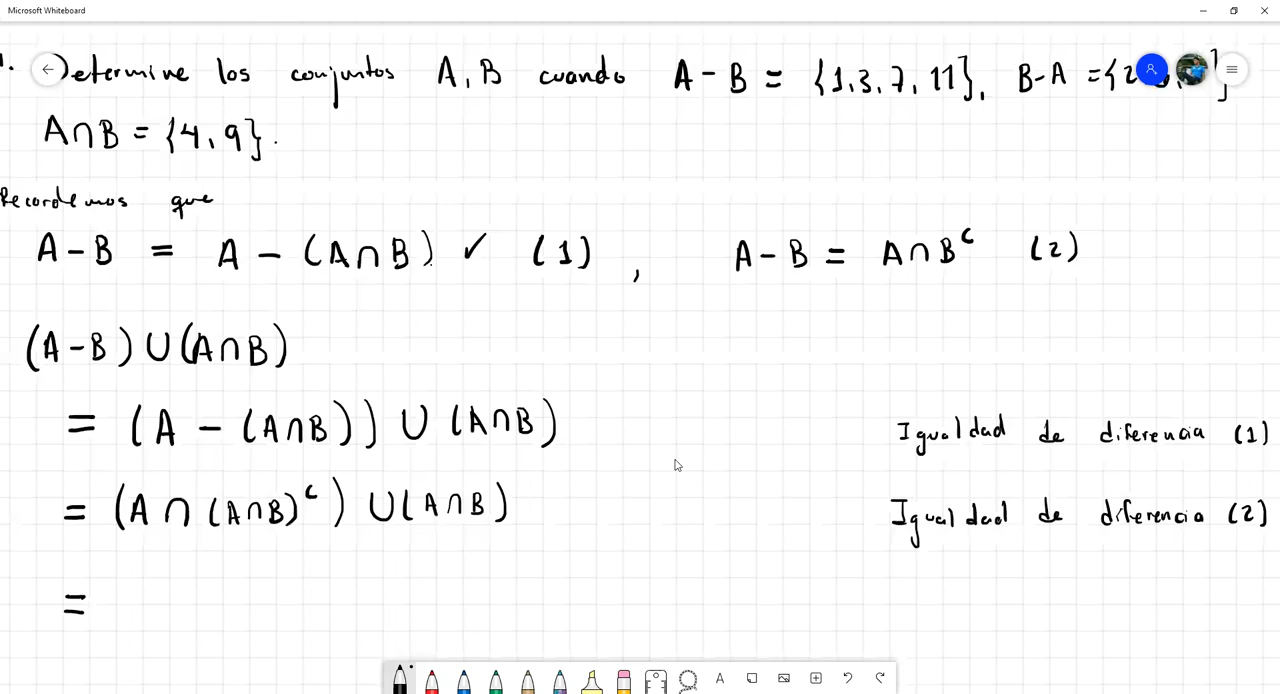 Microsoft Whiteboard
1. Determine los conjuntos A, B cuando A - B = {1, 3, 7, 11}, B-A = {2
A ∩ B = {4, 9}.
Recordemos que
A - B = A - (A ∩ B) ✓ (1) , A - B = A ∩ B^c (2)
(A - B) ∪ (A ∩ B)
= (A - (A ∩ B)) ∪ (A ∩ B) Igualdad de diferencia (1)
= (A ∩ (A ∩ B)^c) ∪ (A ∩ B) Igualdad de diferencia (2)
=
A